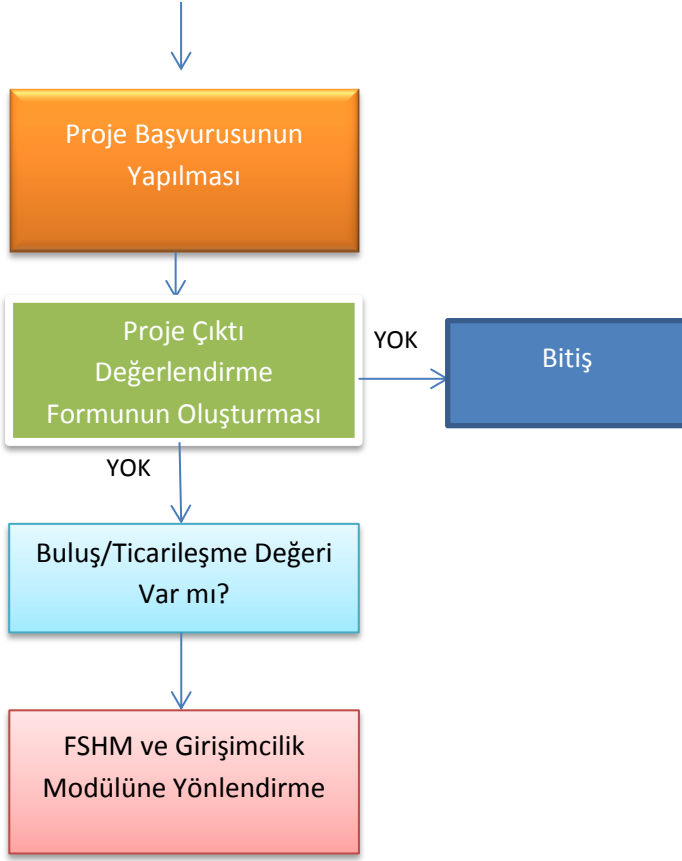 Proje Başvurusunun
Yapılması
Proje Çıktı
Değerlendirme
Formunun Oluşturması
YOK
Bitiş
YOK
Buluş/Ticarileşme Değeri
Var mı?
FSHM ve Girişimcilik
Modülüne Yönlendirme